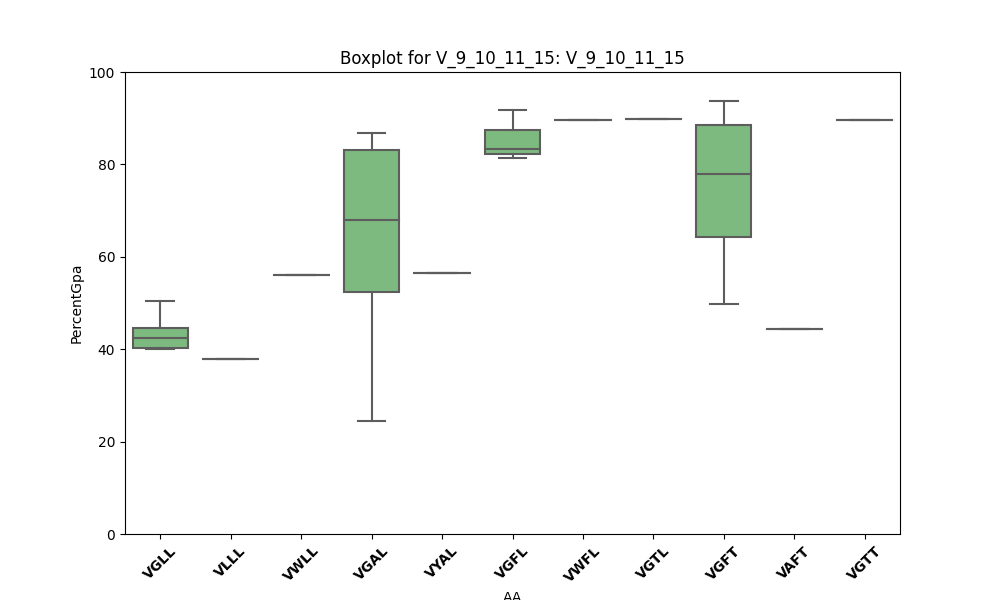 Boxplot for V_9_10_11_15: V_9_10_11_15
PercentGpa
100
80
60
40
20
0
VGLL VLLL VWLL VGAL VYAL VGFL VWFL VGTL VGFT VAFT VGTT
AA